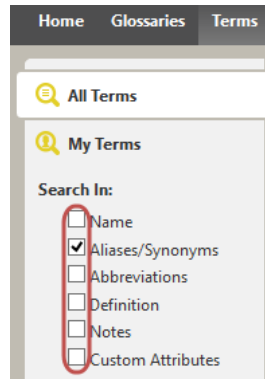 Home Glossaries Terms
All Terms
My Terms
Search In:
Name
Aliases/Synonyms
Abbreviations
Definition
Notes
Custom Attributes